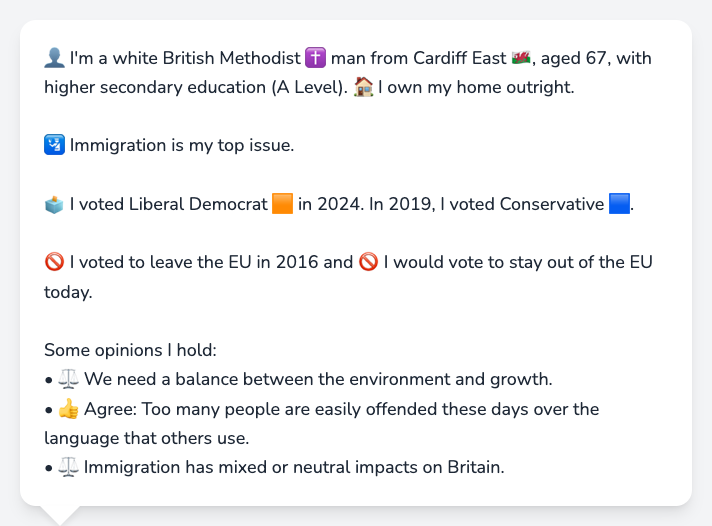 👤 I'm a white British Methodist ✝️ man from Cardiff East 🏴󠁧󠁢󠁷󠁬󠁳󠁿, aged 67, with
higher secondary education (A Level). 🏠 I own my home outright.
🛂 Immigration is my top issue.
🗳️ I voted Liberal Democrat 🟧 in 2024. In 2019, I voted Conservative 🟦.
🚫 I voted to leave the EU in 2016 and 🚫 I would vote to stay out of the EU
today.
Some opinions I hold:
• ⚖️ We need a balance between the environment and growth.
• 👍 Agree: Too many people are easily offended these days over the
language that others use.
• ⚖️ Immigration has mixed or neutral impacts on Britain.